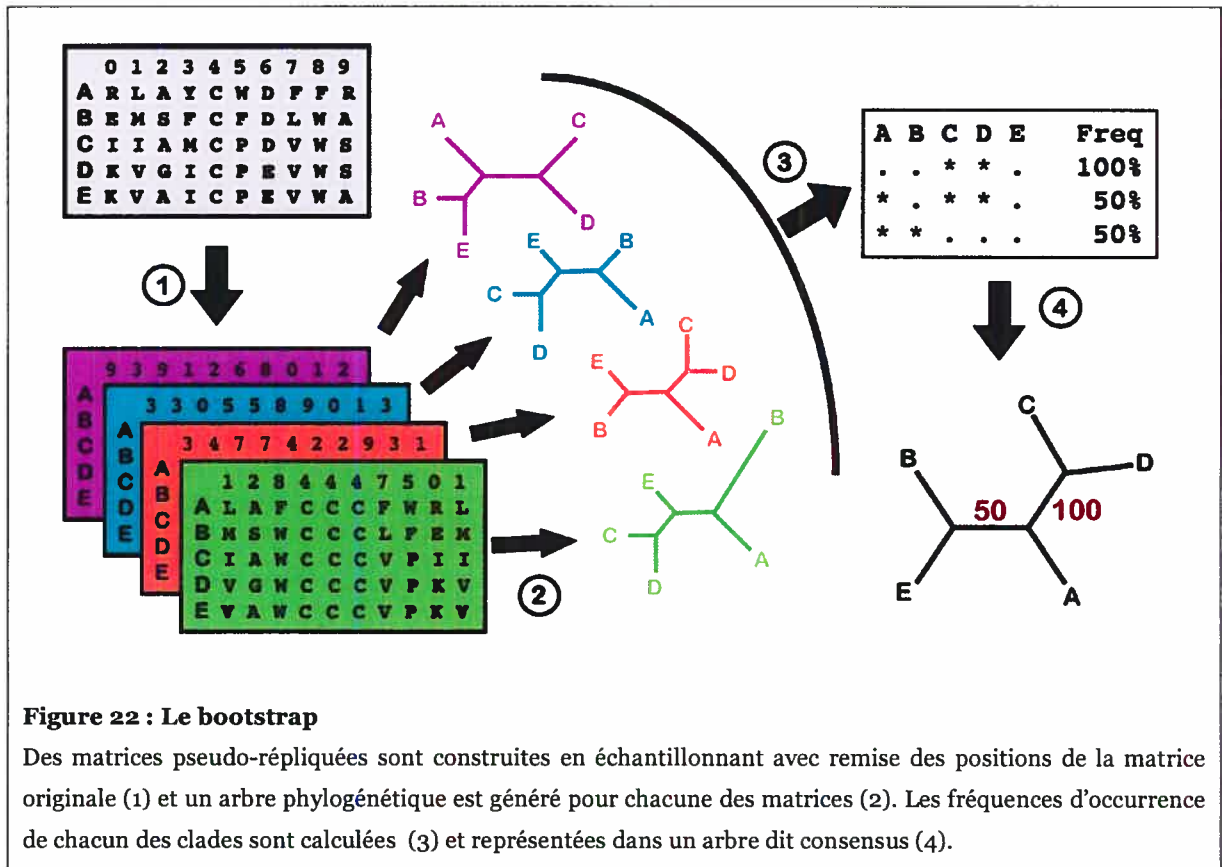 0 1 2 3 4 5 6 7 8 9
A R L A Y C W D F F R
B E M S F C F D L W A
C I I A M C P D V W S
D K V G I C P E V W S
E K V A I C P E V W A
1
9 3 9 1 2 6 8 0 1 2
A
B
C
D
E
3 3 0 5 5 8 9 0 1 3
A
B
C
D
E
3 4 7 7 4 2 2 9 3 1
A
B
C
D
E
1 2 8 4 4 4 7 5 0 1
A L A F C C C F W R L
B M S W C C C L F E M
C I A W C C C V P I I
D V G W C C C V P K V
E V A W C C C V P K V
2
A C
B D
E
E B
C A
D
C
E D
B A
B
E
C A
D
3
A B C D E Freq
. . * * . 100%
* . * * . 50%
* * . . . 50%
4
C
B D
50 100
E A
Figure 22 : Le bootstrap
Des matrices pseudo-répliquées sont construites en échantillonnant avec remise des positions de la matrice
originale (1) et un arbre phylogénétique est généré pour chacune des matrices (2). Les fréquences d'occurrence
de chacun des clades sont calculées (3) et représentées dans un arbre dit consensus (4).